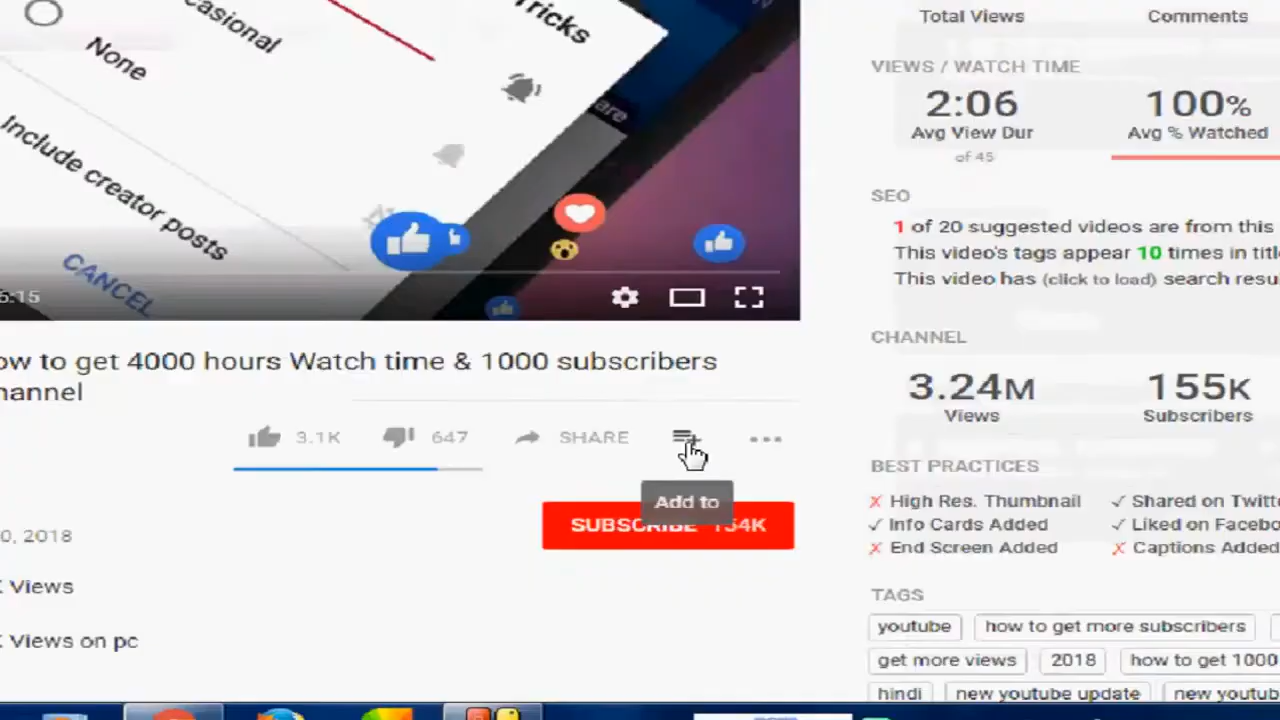 casional
Tricks
None
are
Include creator posts
CANCEL
6:15
ow to get 4000 hours Watch time & 1000 subscribers
hannel
3.1K
647
SHARE
Add to
SUBSCRIBE 154K
0, 2018
Views
Views on pc
Total Views
Comments
VIEWS / WATCH TIME
2:06
100%
Avg View Dur
Avg % Watched
of 45
SEO
1 of 20 suggested videos are from this
This video's tags appear 10 times in titl
This video has (click to load) search resu
CHANNEL
3.24M
155K
Views
Subscribers
BEST PRACTICES
✗ High Res. Thumbnail
✓ Shared on Twitte
✓ Info Cards Added
✓ Liked on Facebo
✗ End Screen Added
✗ Captions Added
TAGS
youtube
how to get more subscribers
get more views
2018
how to get 1000
hindi
new youtube update
new youtub